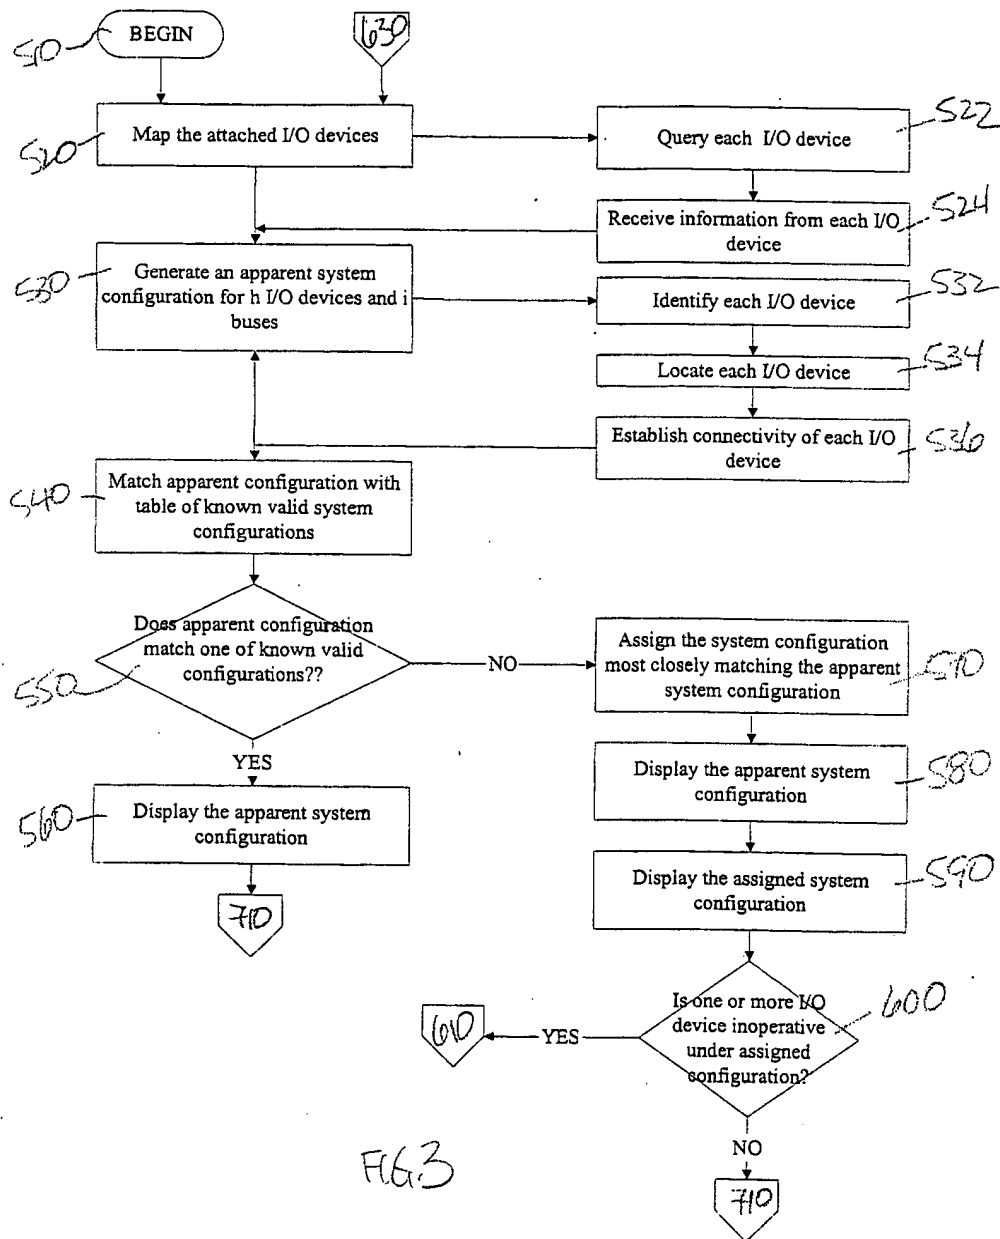 510
BEGIN
630
520
Map the attached I/O devices
Query each I/O device
522
Receive information from each I/O
device
524
530
Generate an apparent system
configuration for h I/O devices and i
buses
Identify each I/O device
532
Locate each I/O device
534
Establish connectivity of each I/O
device
536
540
Match apparent configuration with
table of known valid system
configurations
550
Does apparent configuration
match one of known valid
configurations??
NO
Assign the system configuration
most closely matching the apparent
system configuration
570
YES
560
Display the apparent system
configuration
710
Display the apparent system
configuration
580
Display the assigned system
configuration
590
Is one or more I/O
device inoperative
under assigned
configuration?
600
YES
610
NO
710
FIG.3